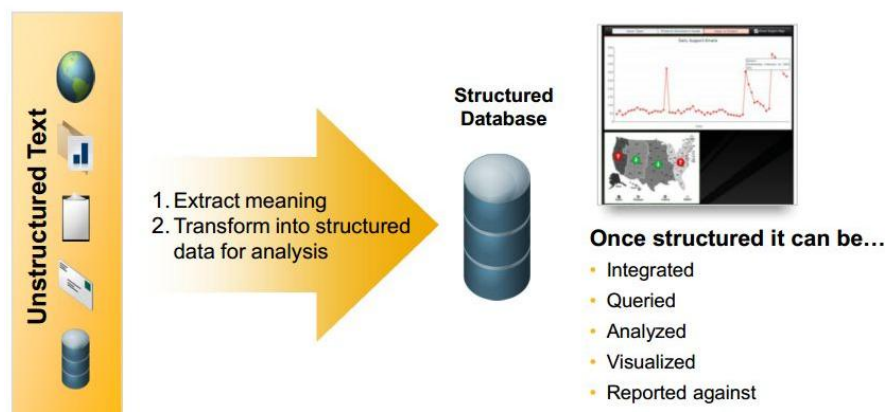 Unstructured Text
1. Extract meaning
2. Transform into structured
data for analysis
Structured
Database
Once structured it can be…
• Integrated
• Queried
• Analyzed
• Visualized
• Reported against